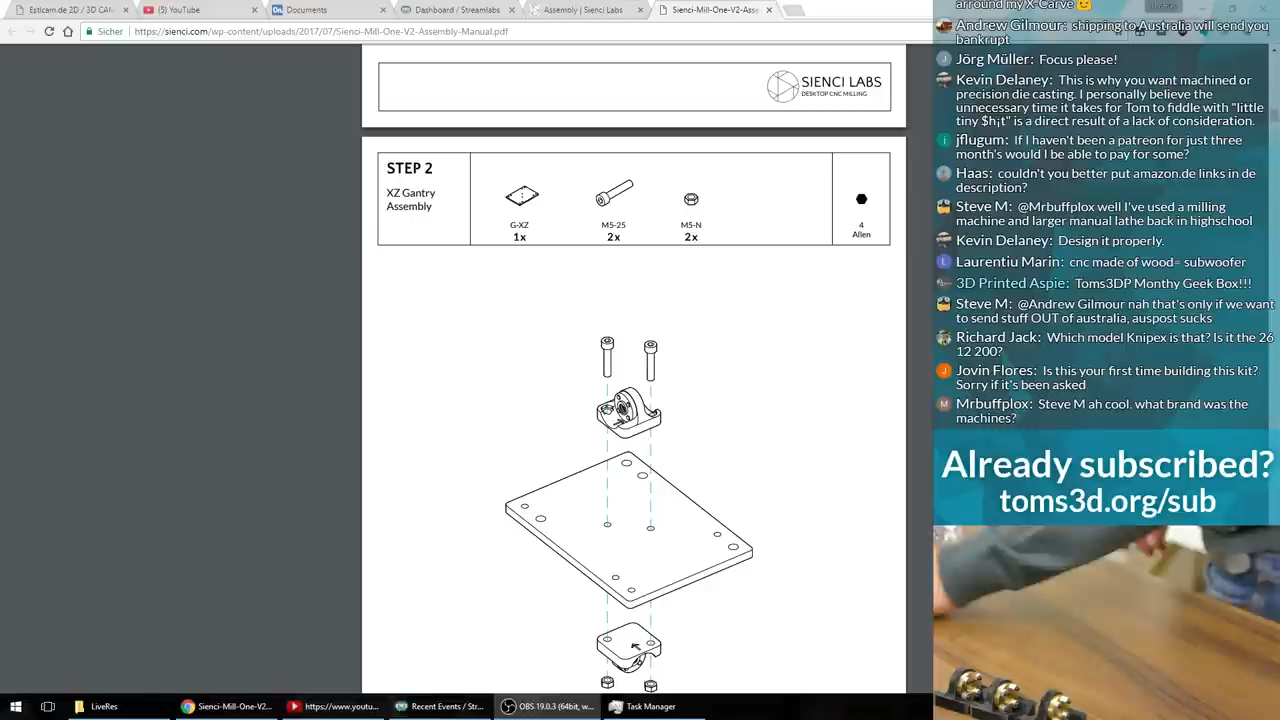 Estlcam.de 2D / 3D CAM
(5) YouTube
Documents
Dashboard / Streamlabs
Assembly | Sienci Labs
Sienci-Mill-One-V2-Asse
Sicher
https://sienci.com/wp-content/uploads/2017/07/Sienci-Mill-One-V2-Assembly-Manual.pdf
SIENCI LABS
DESKTOP CNC MILLING
STEP 2
XZ Gantry
Assembly
G-XZ
1x
M5-25
2x
M5-N
2x
4
Allen
arround my X-Carve
Andrew Gilmour: shipping to Australia will send you
bankrupt
Jörg Müller: Focus please!
Kevin Delaney: This is why you want machined or
precision die casting. I personally believe the
unnecessary time it takes for Tom to fiddle with "little
tiny $h¡t" is a direct result of a lack of consideration.
jflugum: If I haven't been a patreon for just three
month's would I be able to pay for some?
Haas: couldn't you better put amazon.de links in de
description?
Steve M: @Mrbuffplox well I've used a milling
machine and larger manual lathe back in highschool
Kevin Delaney: Design it properly.
Laurentiu Marin: cnc made of wood= subwoofer
3D Printed Aspie: Toms3DP Monthy Geek Box!!!
Steve M: @Andrew Gilmour nah that's only if we want
to send stuff OUT of australia, auspost sucks
Richard Jack: Which model Knipex is that? Is it the 26
12 200?
Jovin Flores: Is this your first time building this kit?
Sorry if it's been asked
Mrbuffplox: Steve M ah cool, what brand was the
machines?
Already subscribed?
toms3d.org/sub
LiveRes
Sienci-Mill-One-V2...
https://www.youtu...
Recent Events / Str...
OBS 19.0.3 (64bit, w...
Task Manager